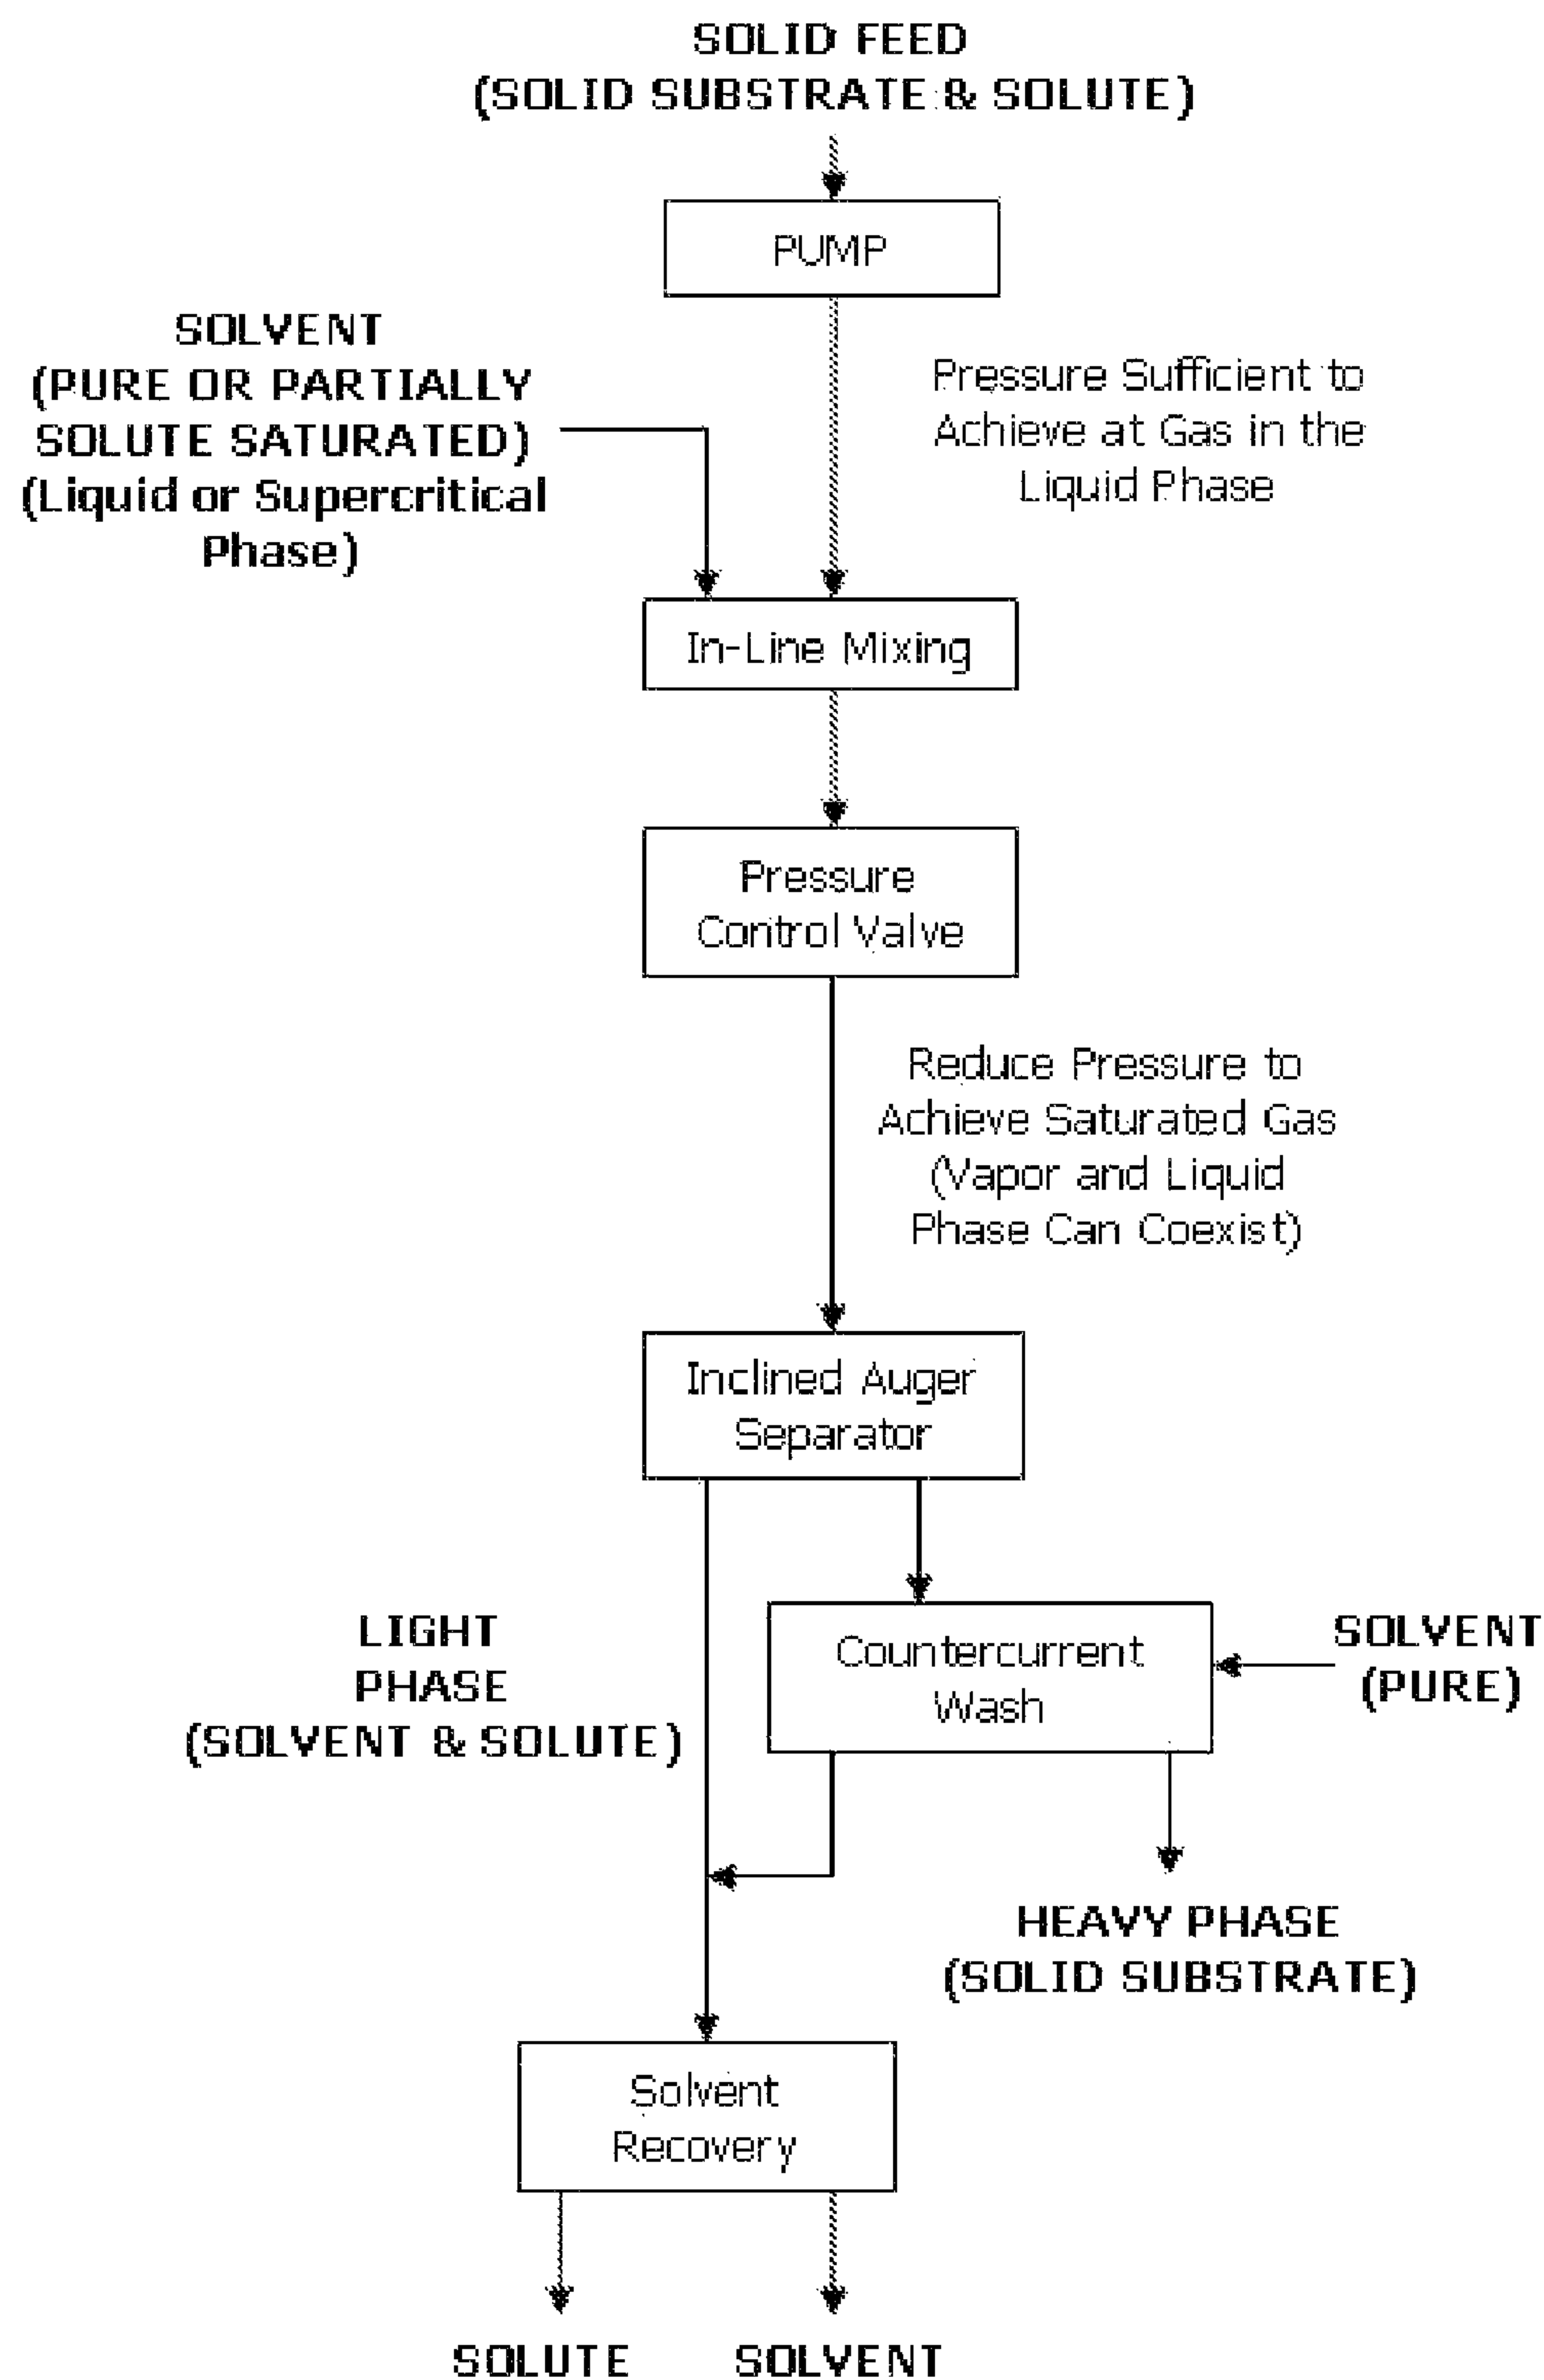 SOLID FEED
(SOLID SUBSTRATE & SOLUTE)
PUMP
SOLVENT
(PURE OR PARTIALLY
SOLUTE SATURATED)
(Liquid or Supercritical
Phase)
Pressure Sufficient to
Achieve at Gas in the
Liquid Phase
In-Line Mixing
Pressure
Control Valve
Reduce Pressure to
Achieve Saturated Gas
(Vapor and Liquid
Phase Can Coexist)
Inclined Auger
Separator
LIGHT
PHASE
(SOLVENT & SOLUTE)
Countercurrent
Wash
SOLVENT
(PURE)
HEAVY PHASE
(SOLID SUBSTRATE)
Solvent
Recovery
SOLUTE
SOLVENT